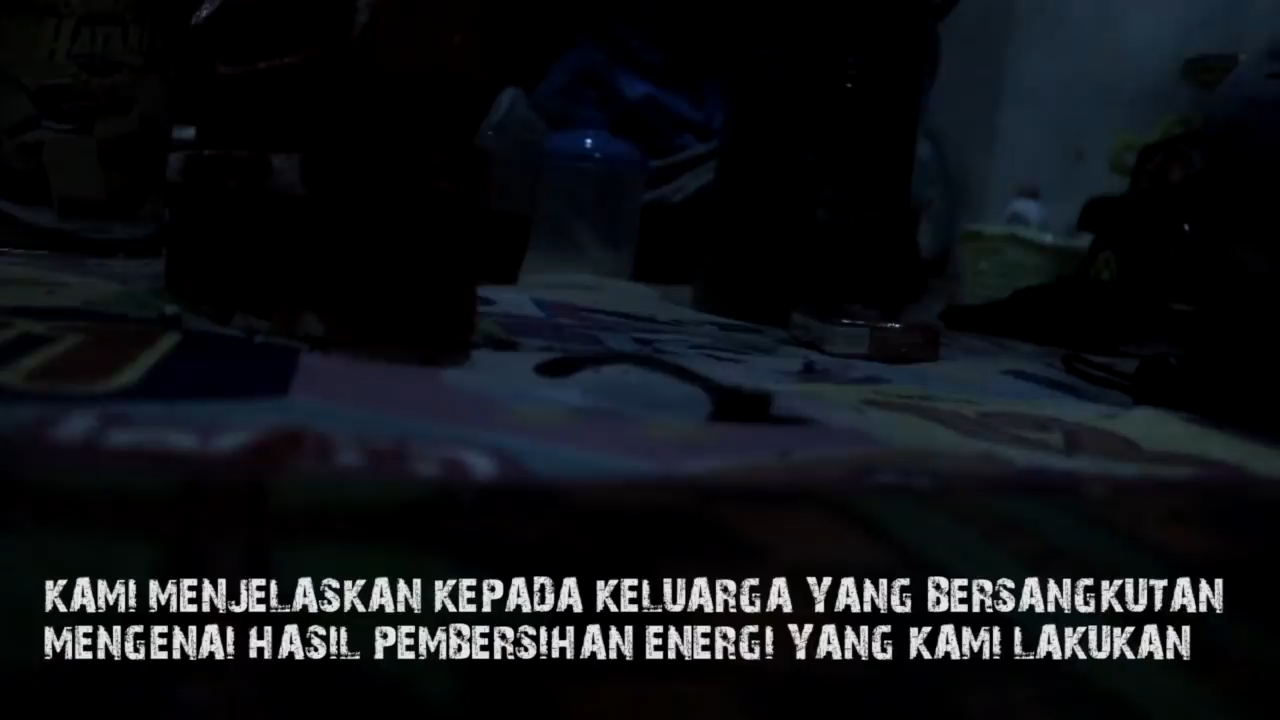 KAMI MENJELASKAN KEPADA KELUARGA YANG BERSANGKUTAN
MENGENAI HASIL PEMBERSIHAN ENERGI YANG KAMI LAKUKAN